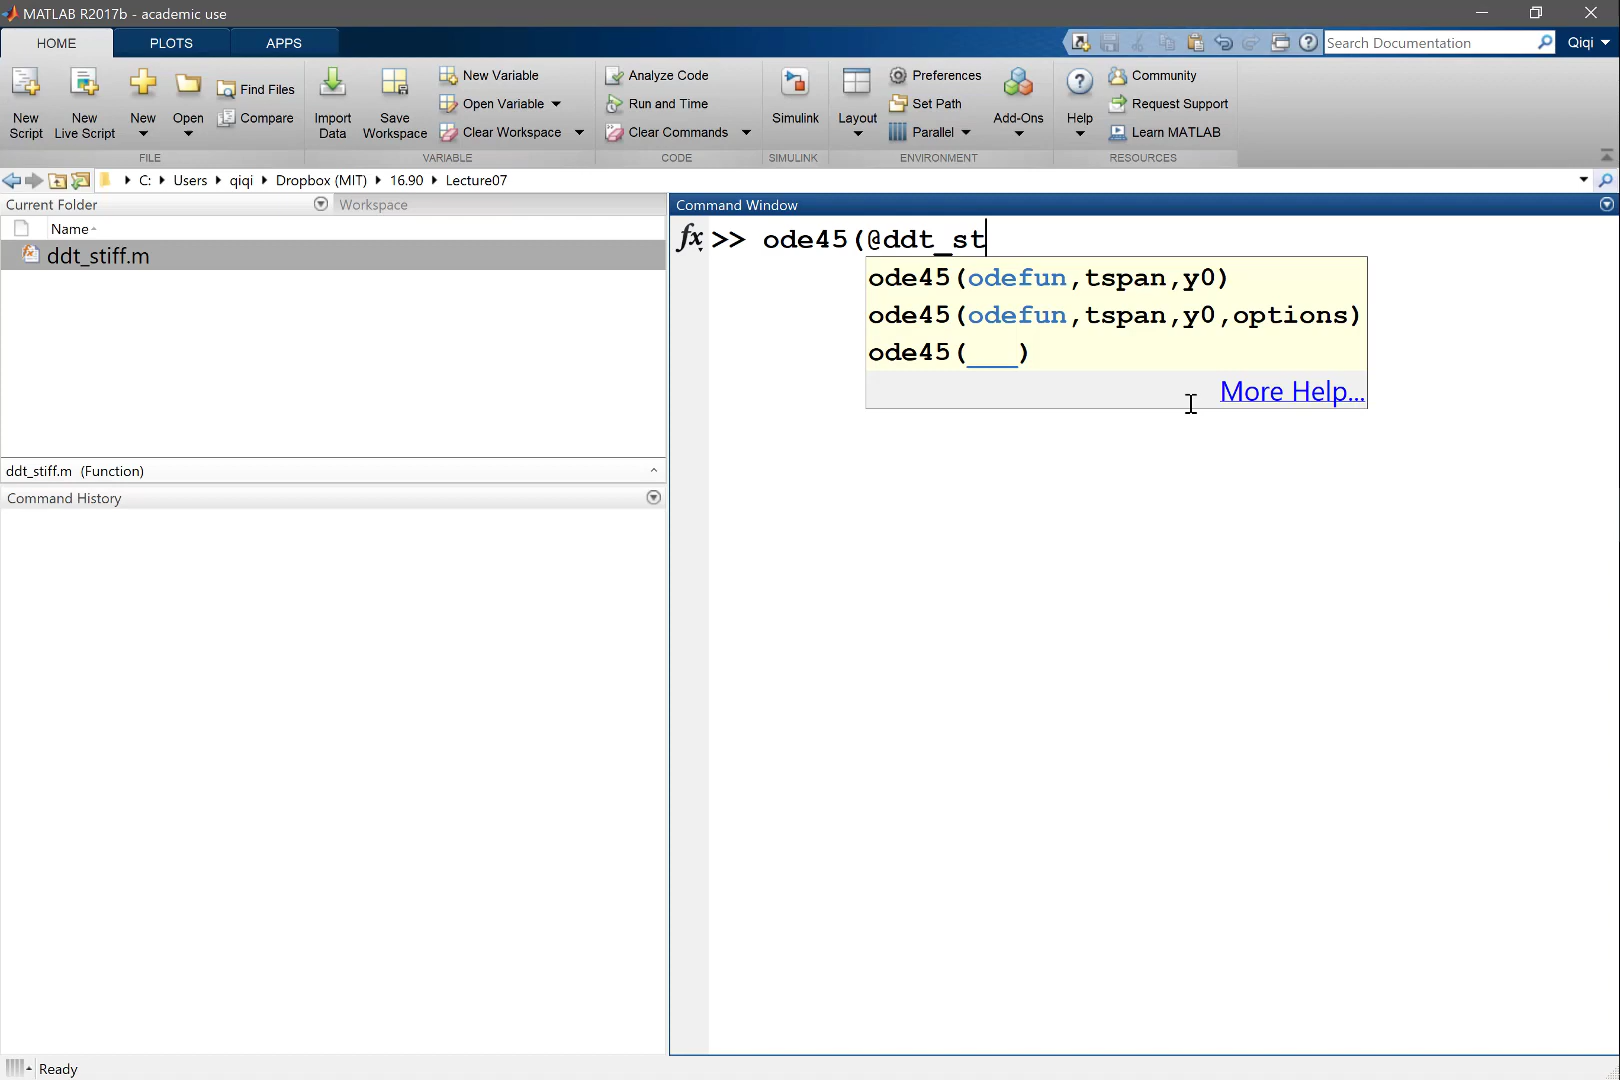 MATLAB R2017b - academic use
HOME PLOTS APPS
Search Documentation
Qiqi
New Script
New Live Script
New
Open
Find Files
Compare
FILE
Import Data
Save Workspace
New Variable
Open Variable
Clear Workspace
VARIABLE
Analyze Code
Run and Time
Clear Commands
CODE
Simulink
SIMULINK
Layout
Preferences
Set Path
Parallel
Add-Ons
ENVIRONMENT
Help
Community
Request Support
Learn MATLAB
RESOURCES
C: Users qiqi Dropbox (MIT) 16.90 Lecture07
Current Folder
Workspace
Name
ddt_stiff.m
ddt_stiff.m (Function)
Command History
Command Window
fx >> ode45(@ddt_st
ode45(odefun,tspan,y0)
ode45(odefun,tspan,y0,options)
ode45(___)
More Help...
Ready